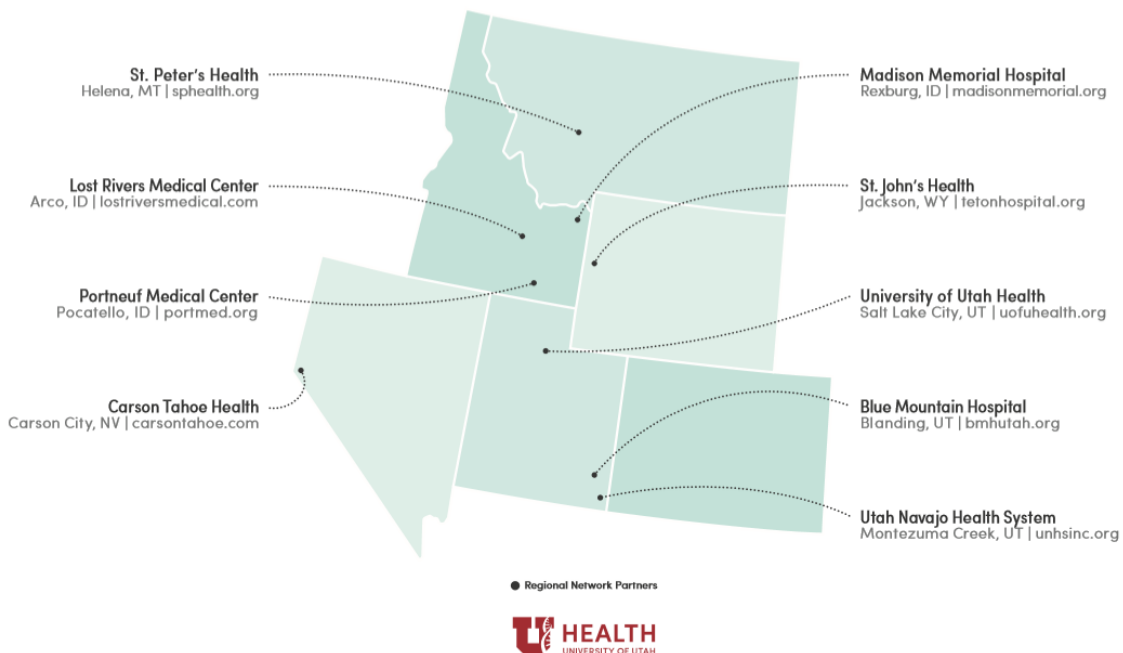 St. Peter's Health
Helena, MT | sphealth.org
Lost Rivers Medical Center
Arco, ID | lostriversmedical.com
Portneuf Medical Center
Pocatello, ID | portmed.org
Carson Tahoe Health
Carson City, NV | carsontahoe.com
Madison Memorial Hospital
Rexburg, ID | madisonmemorial.org
St. John's Health
Jackson, WY | tetonhospital.org
University of Utah Health
Salt Lake City, UT | uofuhealth.org
Blue Mountain Hospital
Blanding, UT | bmhutah.org
Utah Navajo Health System
Montezuma Creek, UT | unhsinc.org
Regional Network Partners
U HEALTH
UNIVERSITY OF UTAH